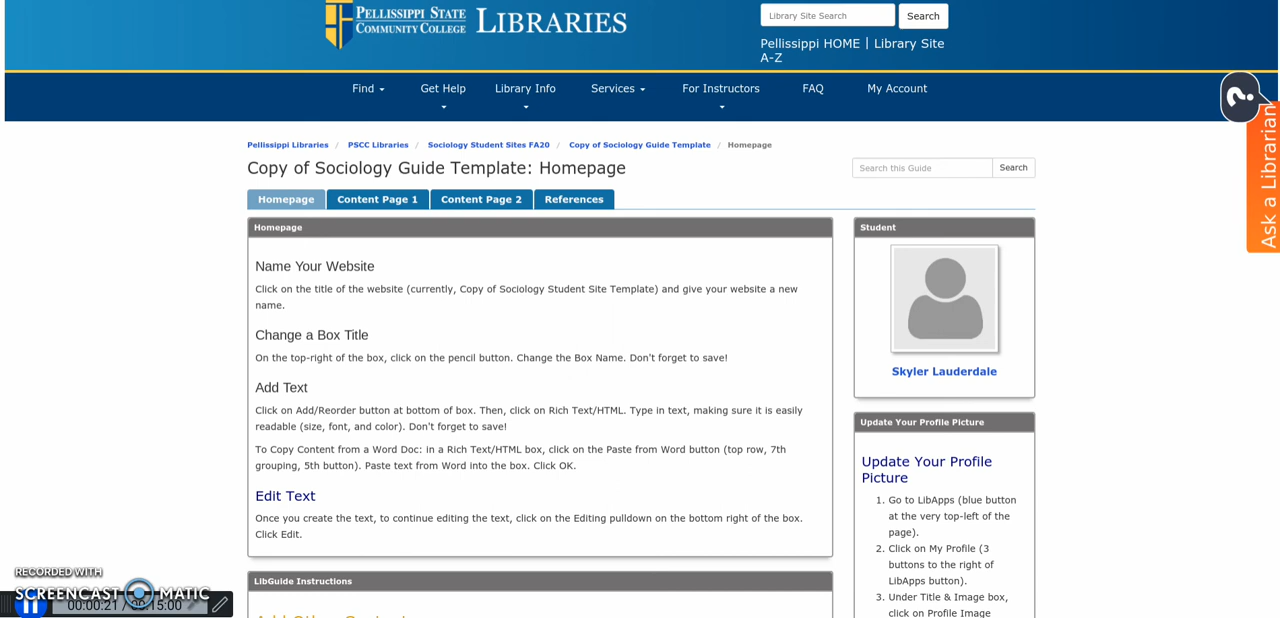 PELLISSIPPI STATE
COMMUNITY COLLEGE
LIBRARIES
Library Site Search
Search
Pellissippi HOME | Library Site
A-Z
Find
Get Help
Library Info
Services
For Instructors
FAQ
My Account
Ask a Librarian
Pellissippi Libraries / PSCC Libraries / Sociology Student Sites FA20 / Copy of Sociology Guide Template / Homepage
Copy of Sociology Guide Template: Homepage
Search this Guide
Search
Homepage
Content Page 1
Content Page 2
References
Homepage
Name Your Website
Click on the title of the website (currently, Copy of Sociology Student Site Template) and give your website a new
name.
Change a Box Title
On the top-right of the box, click on the pencil button. Change the Box Name. Don't forget to save!
Add Text
Click on Add/Reorder button at bottom of box. Then, click on Rich Text/HTML. Type in text, making sure it is easily
readable (size, font, and color). Don't forget to save!
To Copy Content from a Word Doc: in a Rich Text/HTML box, click on the Paste from Word button (top row, 7th
grouping, 5th button). Paste text from Word into the box. Click OK.
Edit Text
Once you create the text, to continue editing the text, click on the Editing pulldown on the bottom right of the box.
Click Edit.
LibGuide Instructions
Student
Skyler Lauderdale
Update Your Profile Picture
Update Your Profile
Picture
1. Go to LibApps (blue button
at the very top-left of the
page).
2. Click on My Profile (3
buttons to the right of
LibApps button).
3. Under Title & Image box,
click on Profile Image
RECORDED WITH
SCREENCAST MATIC
00:00:21 / 00:15:00